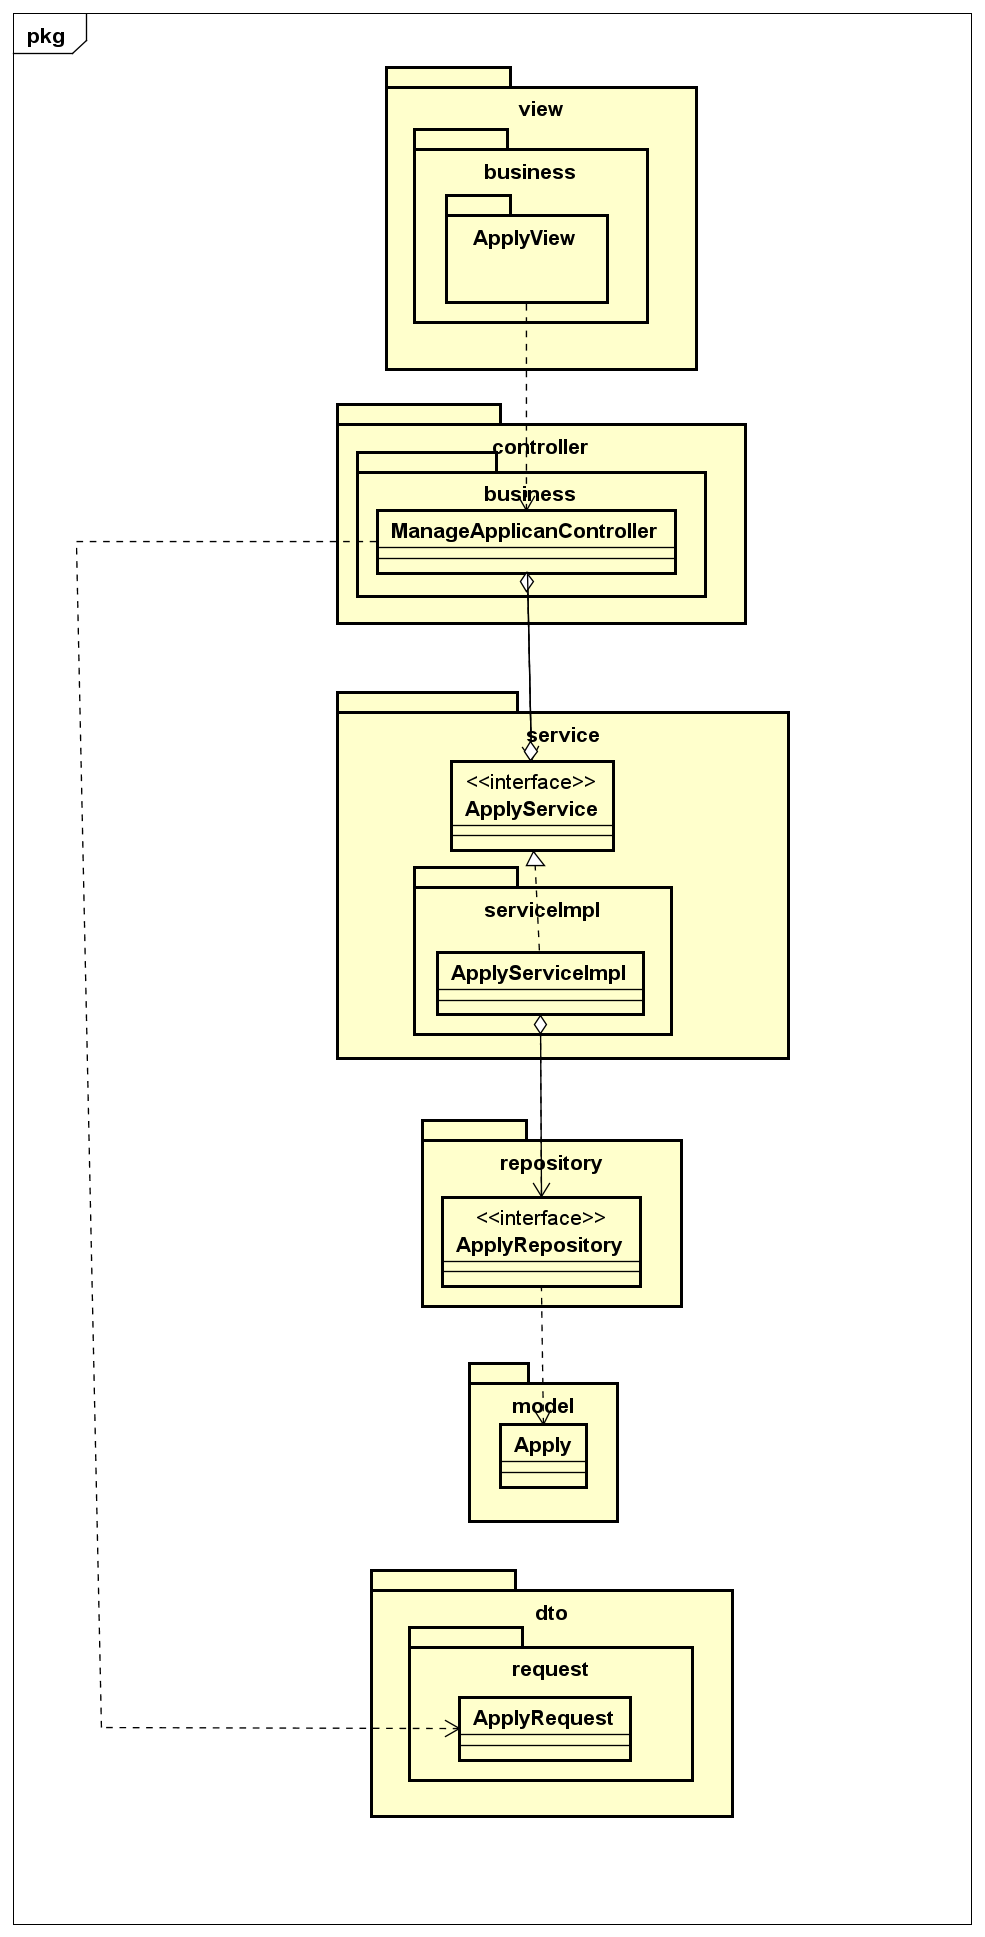 pkg
view
business
ApplyView
controller
business
ManageApplicanController
service
<<interface>>
ApplyService
serviceImpl
ApplyServiceImpl
repository
<<interface>>
ApplyRepository
model
Apply
dto
request
ApplyRequest